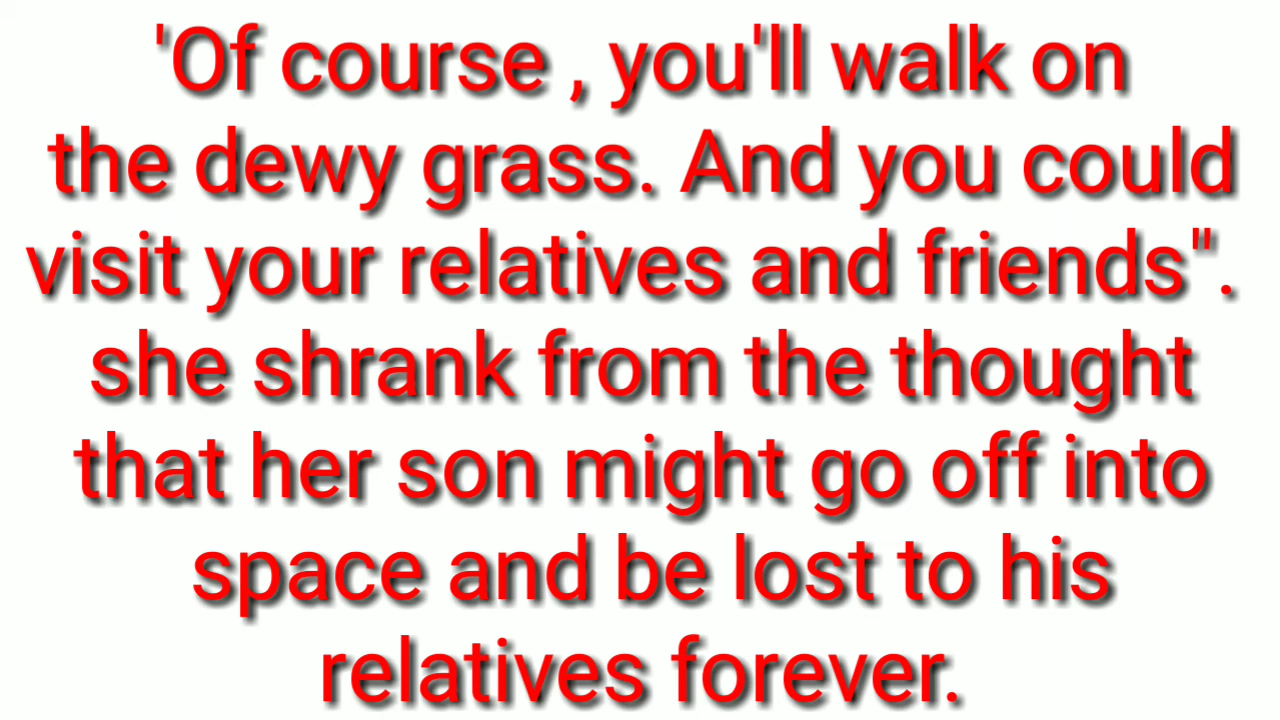 'Of course , you'll walk on
the dewy grass. And you could
visit your relatives and friends".
she shrank from the thought
that her son might go off into
space and be lost to his
relatives forever.